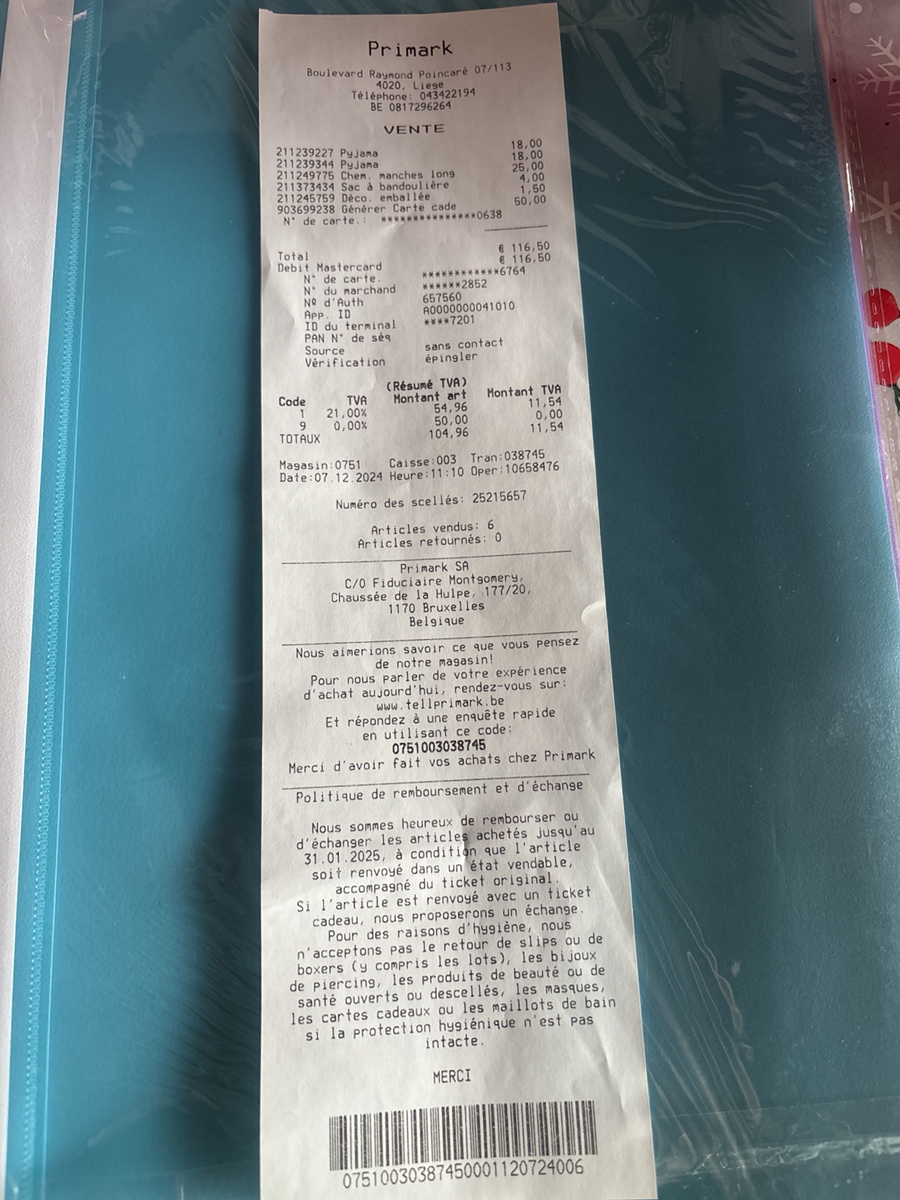 Primark
Boulevard Raymond Poincaré 07/113
4020, Liege
Téléphone: 043422194
BE 0817296264
VENTE
211239227 Pyjama 18,00
211239344 Pyjama 18,00
211249775 Chem. manches long 25,00
211373434 Sac à bandoulière 4,00
211245759 Déco. emballée 1,50
903699238 Générer Carte cade 50,00
N° de carte.: ***************0638
Total € 116,50
Debit Mastercard € 116,50
N° de carte. ************6764
N° du marchand ******2852
Nº d'Auth 657560
App. ID A0000000041010
ID du terminal ****7201
PAN N° de séq
Source sans contact
Vérification épingler
(Résumé TVA)
Code TVA Montant art Montant TVA
1 21,00% 54,96 11,54
9 0,00% 50,00 0,00
TOTAUX 104,96 11,54
Magasin:0751 Caisse:003 Tran:038745
Date:07.12.2024 Heure:11:10 Oper:10658476
Numéro des scellés: 25215657
Articles vendus: 6
Articles retournés: 0
Primark SA
C/O Fiduciaire Montgomery,
Chaussée de la Hulpe, 177/20,
1170 Bruxelles
Belgique
Nous aimerions savoir ce que vous pensez
de notre magasin!
Pour nous parler de votre expérience
d'achat aujourd'hui, rendez-vous sur:
www.tellprimark.be
Et répondez à une enquête rapide
en utilisant ce code:
0751003038745
Merci d'avoir fait vos achats chez Primark
Politique de remboursement et d'échange
Nous sommes heureux de rembourser ou
d'échanger les articles achetés jusqu'au
31.01.2025, à condition que l'article
soit renvoyé dans un état vendable,
accompagné du ticket original.
Si l'article est renvoyé avec un ticket
cadeau, nous proposerons un échange.
Pour des raisons d'hygiène, nous
n'acceptons pas le retour de slips ou de
boxers (y compris les lots), les bijoux
de piercing, les produits de beauté ou de
santé ouverts ou descellés, les masques,
les cartes cadeaux ou les maillots de bain
si la protection hygiénique n'est pas
intacte.
MERCI
07510030387450001120724006